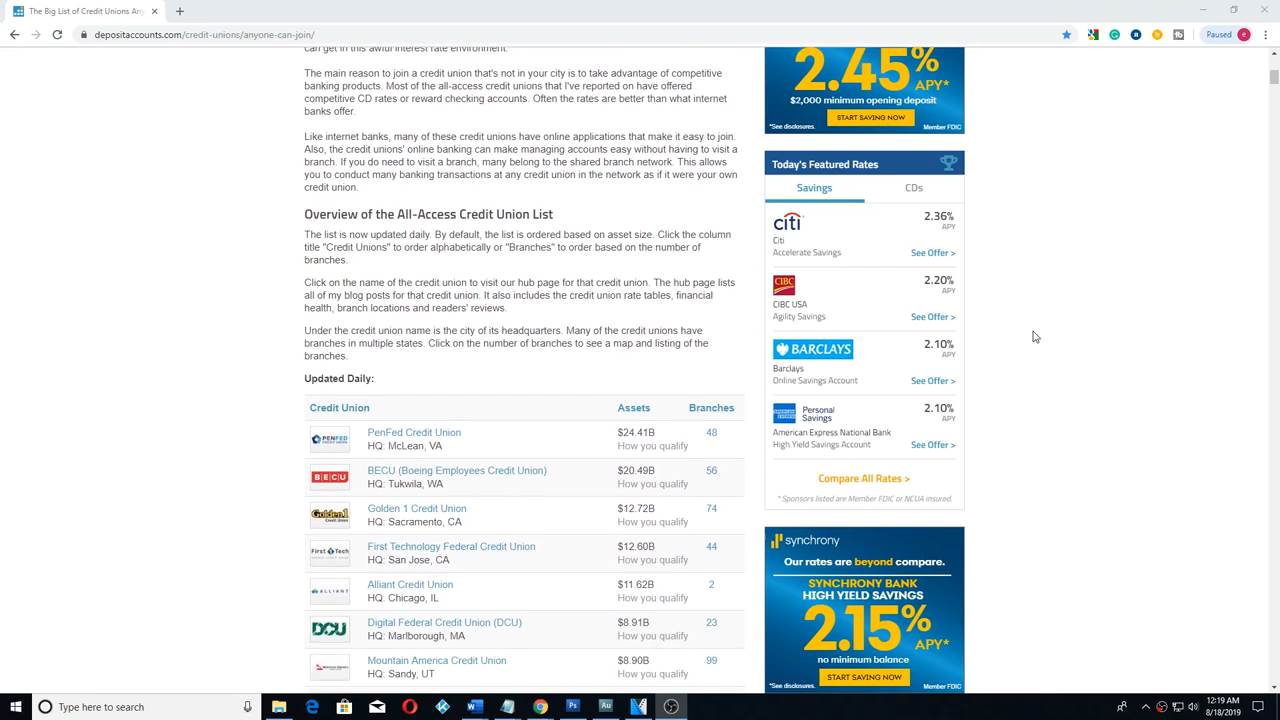 The Big List of Credit Unions Any
depositaccounts.com/credit-unions/anyone-can-join/
Paused
e
can get in this awful interest rate environment.
The main reason to join a credit union that's not in your city is to take advantage of competitive
banking products. Most of the all-access credit unions that I've reported on have offered
competitive CD rates or reward checking accounts. Often the rates are better than what internet
banks offer.
Like internet banks, many of these credit unions have online applications that make it easy to join.
Also, the credit unions' online banking can make managing accounts easy without having to visit a
branch. If you do need to visit a branch, many belong to the shared branch network. This allows
you to conduct many banking transactions at any credit union in the network as if it were your own
credit union.
Overview of the All-Access Credit Union List
The list is now updated daily. By default, the list is ordered based on asset size. Click the column
title "Credit Unions" to order alphabetically or "Branches" to order based on the number of
branches.
Click on the name of the credit union to visit our hub page for that credit union. The hub page lists
all of my blog posts for that credit union. It also includes the credit union rate tables, financial
health, branch locations and readers' reviews.
Under the credit union name is the city of its headquarters. Many of the credit unions have
branches in multiple states. Click on the number of branches to see a map and listing of the
branches.
Updated Daily:
Credit Union Assets Branches
PENFED
PenFed Credit Union $24.41B 48
HQ: McLean, VA How you qualify
BECU
BECU (Boeing Employees Credit Union) $20.49B 56
HQ: Tukwila, WA How you qualify
Golden 1
Golden 1 Credit Union $12.72B 74
HQ: Sacramento, CA How you qualify
First Tech
First Technology Federal Credit Union $12.60B 44
HQ: San Jose, CA How you qualify
ALLIANT
Alliant Credit Union $11.62B 2
HQ: Chicago, IL How you qualify
DCU
Digital Federal Credit Union (DCU) $8.91B 23
HQ: Marlborough, MA How you qualify
Mountain America Credit Union $8.90B 99
HQ: Sandy, UT How you qualify
2.45%
APY*
$2,000 minimum opening deposit
START SAVING NOW
*See disclosures. Member FDIC
Today's Featured Rates
Savings CDs
citi 2.36%
APY
Citi
Accelerate Savings See Offer >
CIBC 2.20%
APY
CIBC USA
Agility Savings See Offer >
BARCLAYS 2.10%
APY
Barclays
Online Savings Account See Offer >
Personal 2.10%
Savings APY
American Express National Bank
High Yield Savings Account See Offer >
Compare All Rates >
* Sponsors listed are Member FDIC or NCUA insured.
synchrony
Our rates are beyond compare.
SYNCHRONY BANK
HIGH YIELD SAVINGS
2.15%
APY*
no minimum balance
START SAVING NOW
*See disclosures. Member FDIC
Type here to search
12:19 AM
8/18/2019